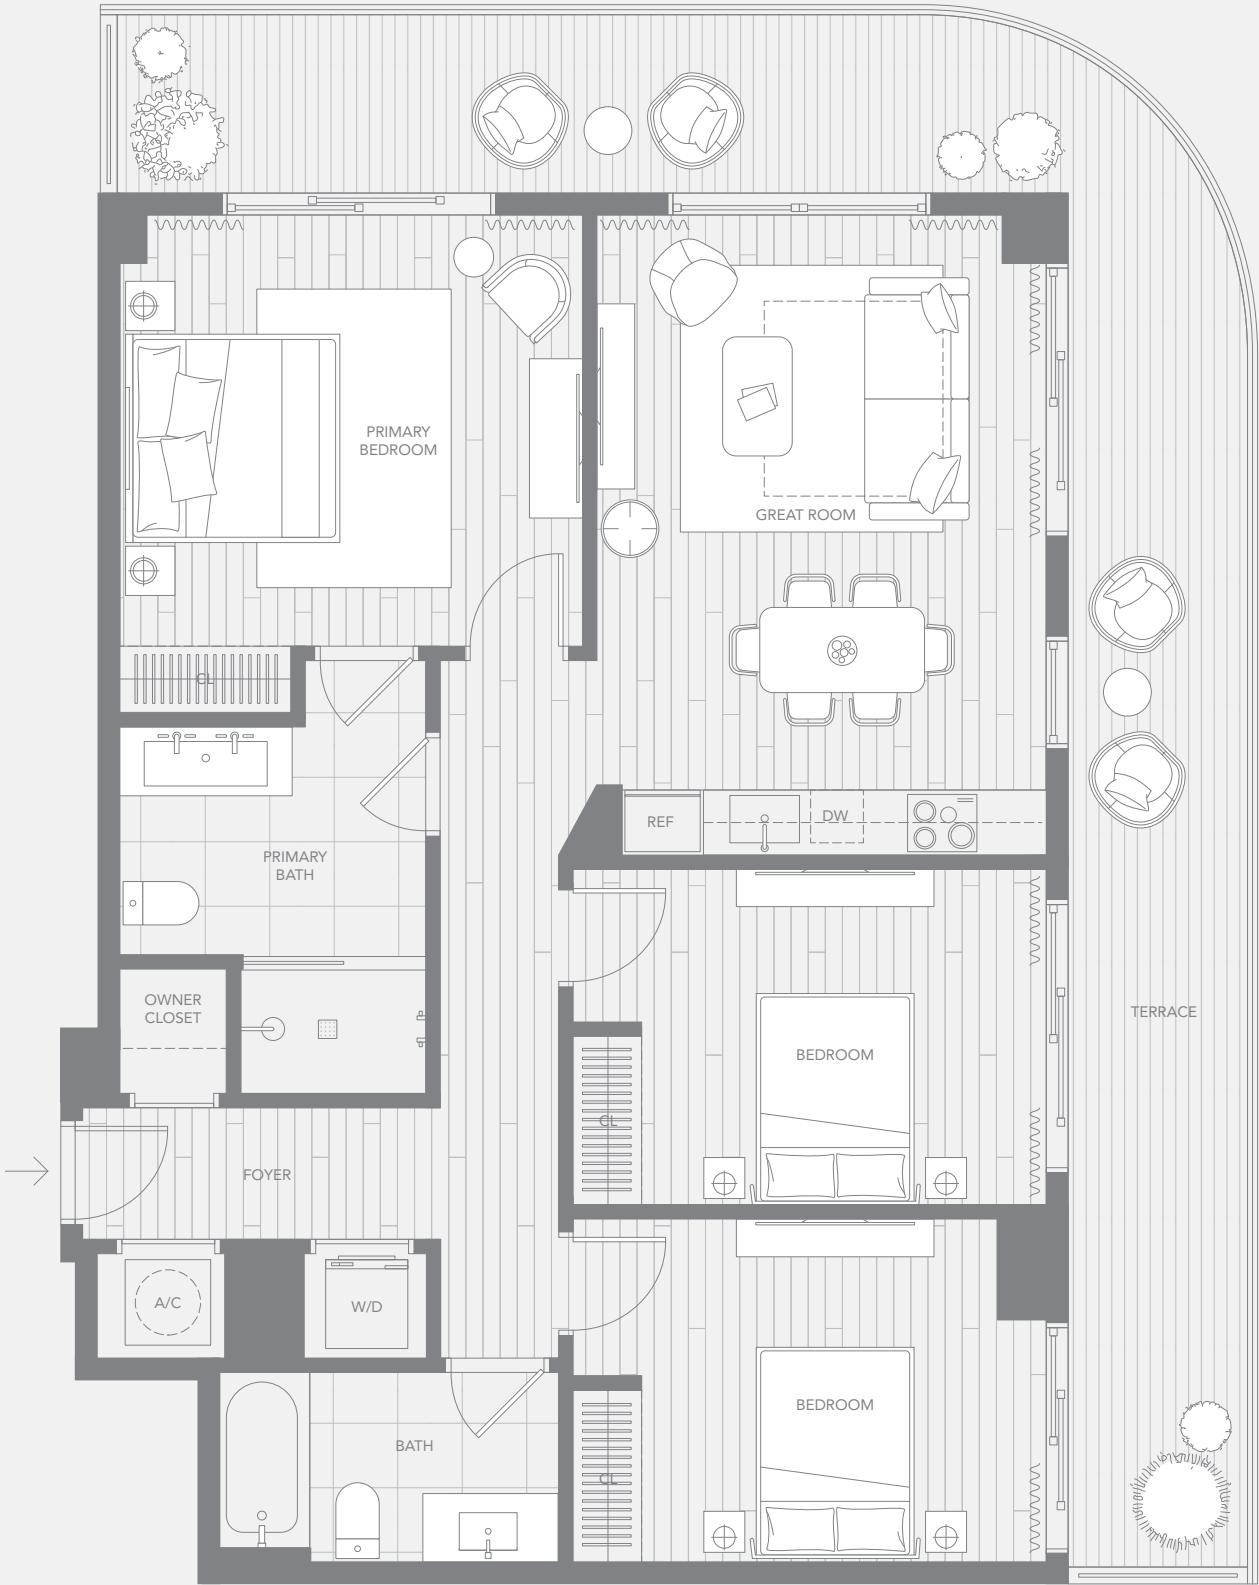 PRIMARY
BEDROOM
GREAT ROOM
CL
REF
DW
PRIMARY
BATH
OWNER
CLOSET
TERRACE
BEDROOM
CL
FOYER
A/C
W/D
BEDROOM
BATH
CL